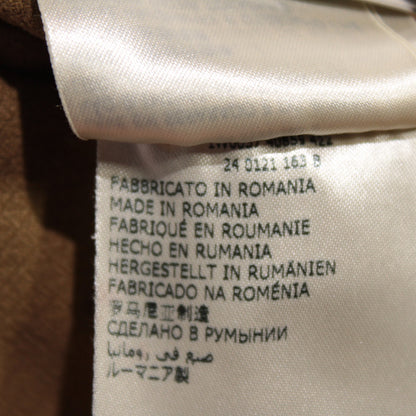 24 0121 163 B
FABBRICATO IN ROMANIA
MADE IN ROMANIA
FABRIQUÉ EN ROUMANIE
HECHO EN RUMANIA
HERGESTELLT IN RUMÄNIEN
FABRICADO NA ROMÉNIA
罗马尼亚制造
СДЕЛАНО В РУМЫНИИ
صنع في رومانيا
ルーマニア製